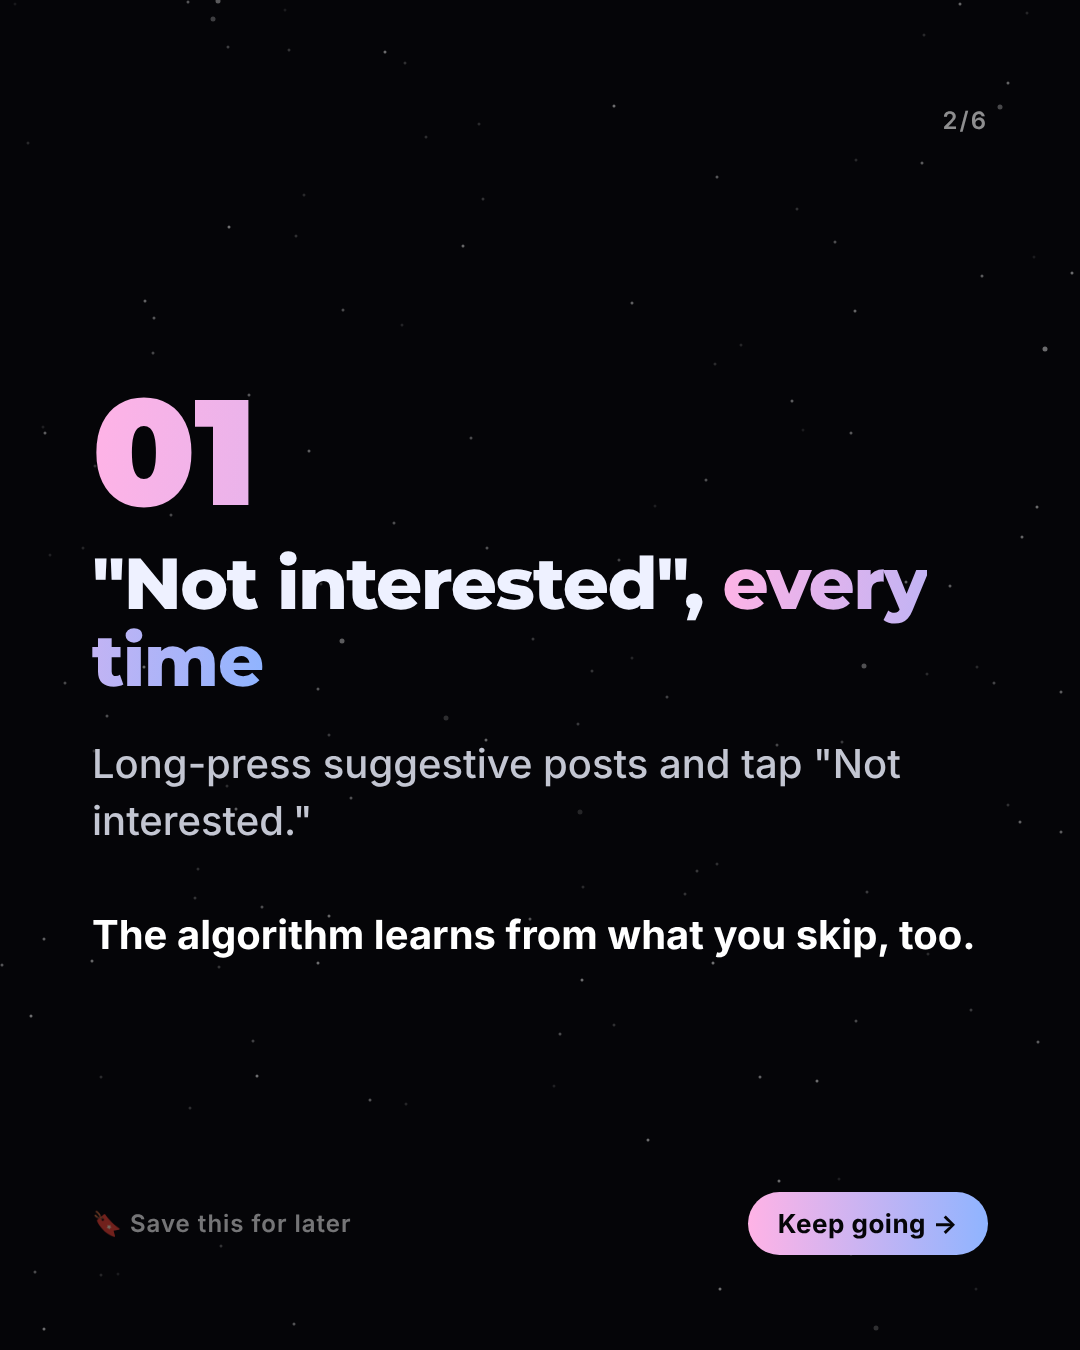 2/6
01
"Not interested", every
time
Long-press suggestive posts and tap "Not
interested."
The algorithm learns from what you skip, too.
Save this for later
Keep going →